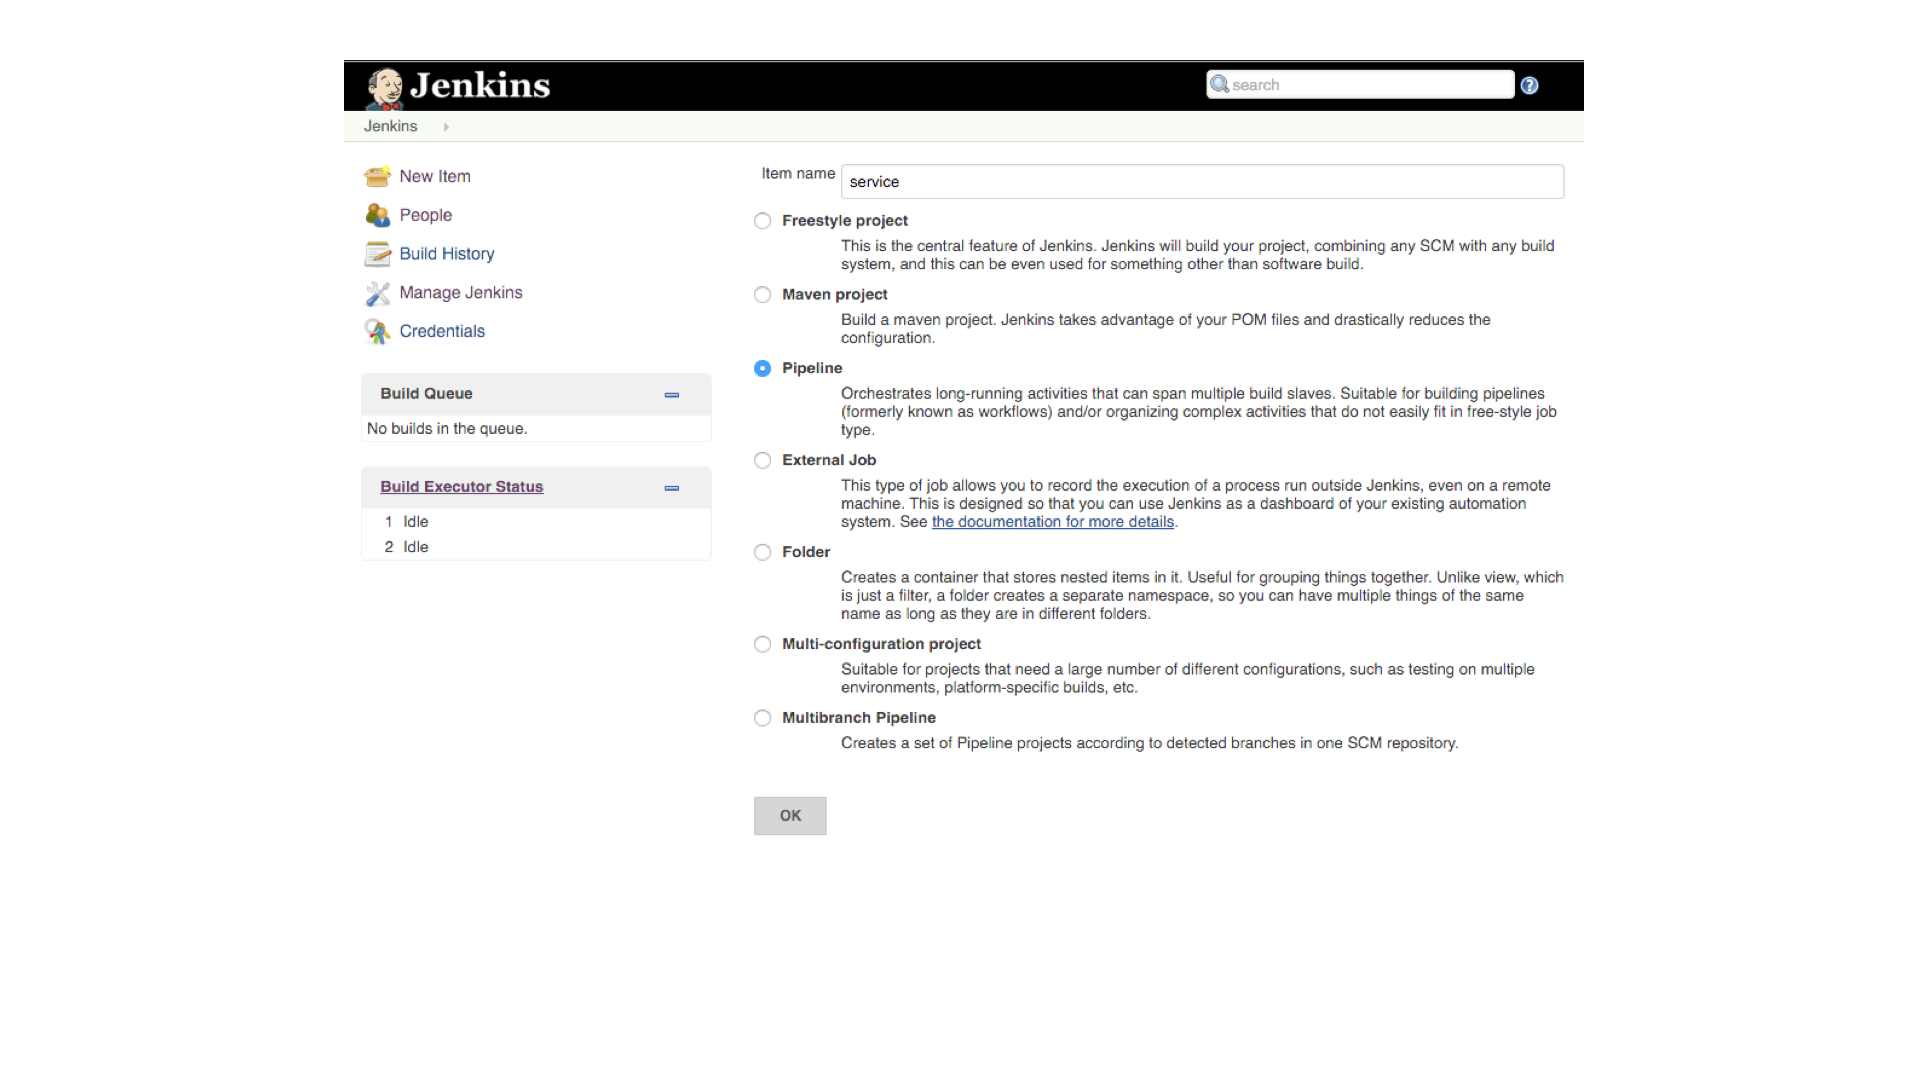 Jenkins
search
Jenkins
New Item
People
Build History
Manage Jenkins
Credentials
Build Queue
No builds in the queue.
Build Executor Status
1 Idle
2 Idle
Item name
service
Freestyle project
This is the central feature of Jenkins. Jenkins will build your project, combining any SCM with any build
system, and this can be even used for something other than software build.
Maven project
Build a maven project. Jenkins takes advantage of your POM files and drastically reduces the
configuration.
Pipeline
Orchestrates long-running activities that can span multiple build slaves. Suitable for building pipelines
(formerly known as workflows) and/or organizing complex activities that do not easily fit in free-style job
type.
External Job
This type of job allows you to record the execution of a process run outside Jenkins, even on a remote
machine. This is designed so that you can use Jenkins as a dashboard of your existing automation
system. See the documentation for more details.
Folder
Creates a container that stores nested items in it. Useful for grouping things together. Unlike view, which
is just a filter, a folder creates a separate namespace, so you can have multiple things of the same
name as long as they are in different folders.
Multi-configuration project
Suitable for projects that need a large number of different configurations, such as testing on multiple
environments, platform-specific builds, etc.
Multibranch Pipeline
Creates a set of Pipeline projects according to detected branches in one SCM repository.
OK